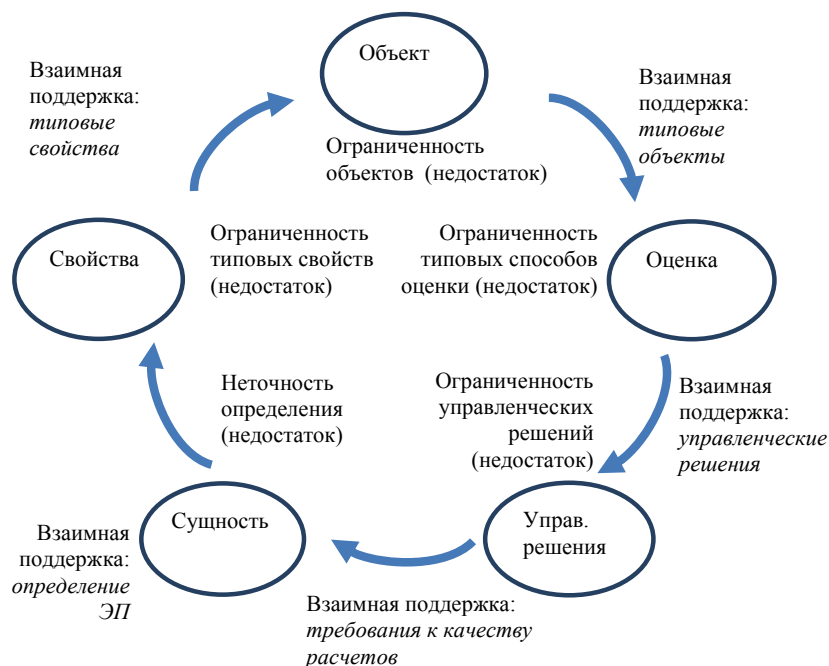 Объект
Взаимная
поддержка:
типовые
свойства
Взаимная
поддержка:
типовые
объекты
Ограниченность
объектов (недостаток)
Свойства
Ограниченность
типовых свойств
(недостаток)
Ограниченность
типовых способов
оценки (недостаток)
Оценка
Неточность
определения
(недостаток)
Ограниченность
управленческих
решений
(недостаток)
Взаимная
поддержка:
управленческие
решения
Взаимная
поддержка:
определение
ЭП
Сущность
Управ.
решения
Взаимная поддержка:
требования к качеству
расчетов